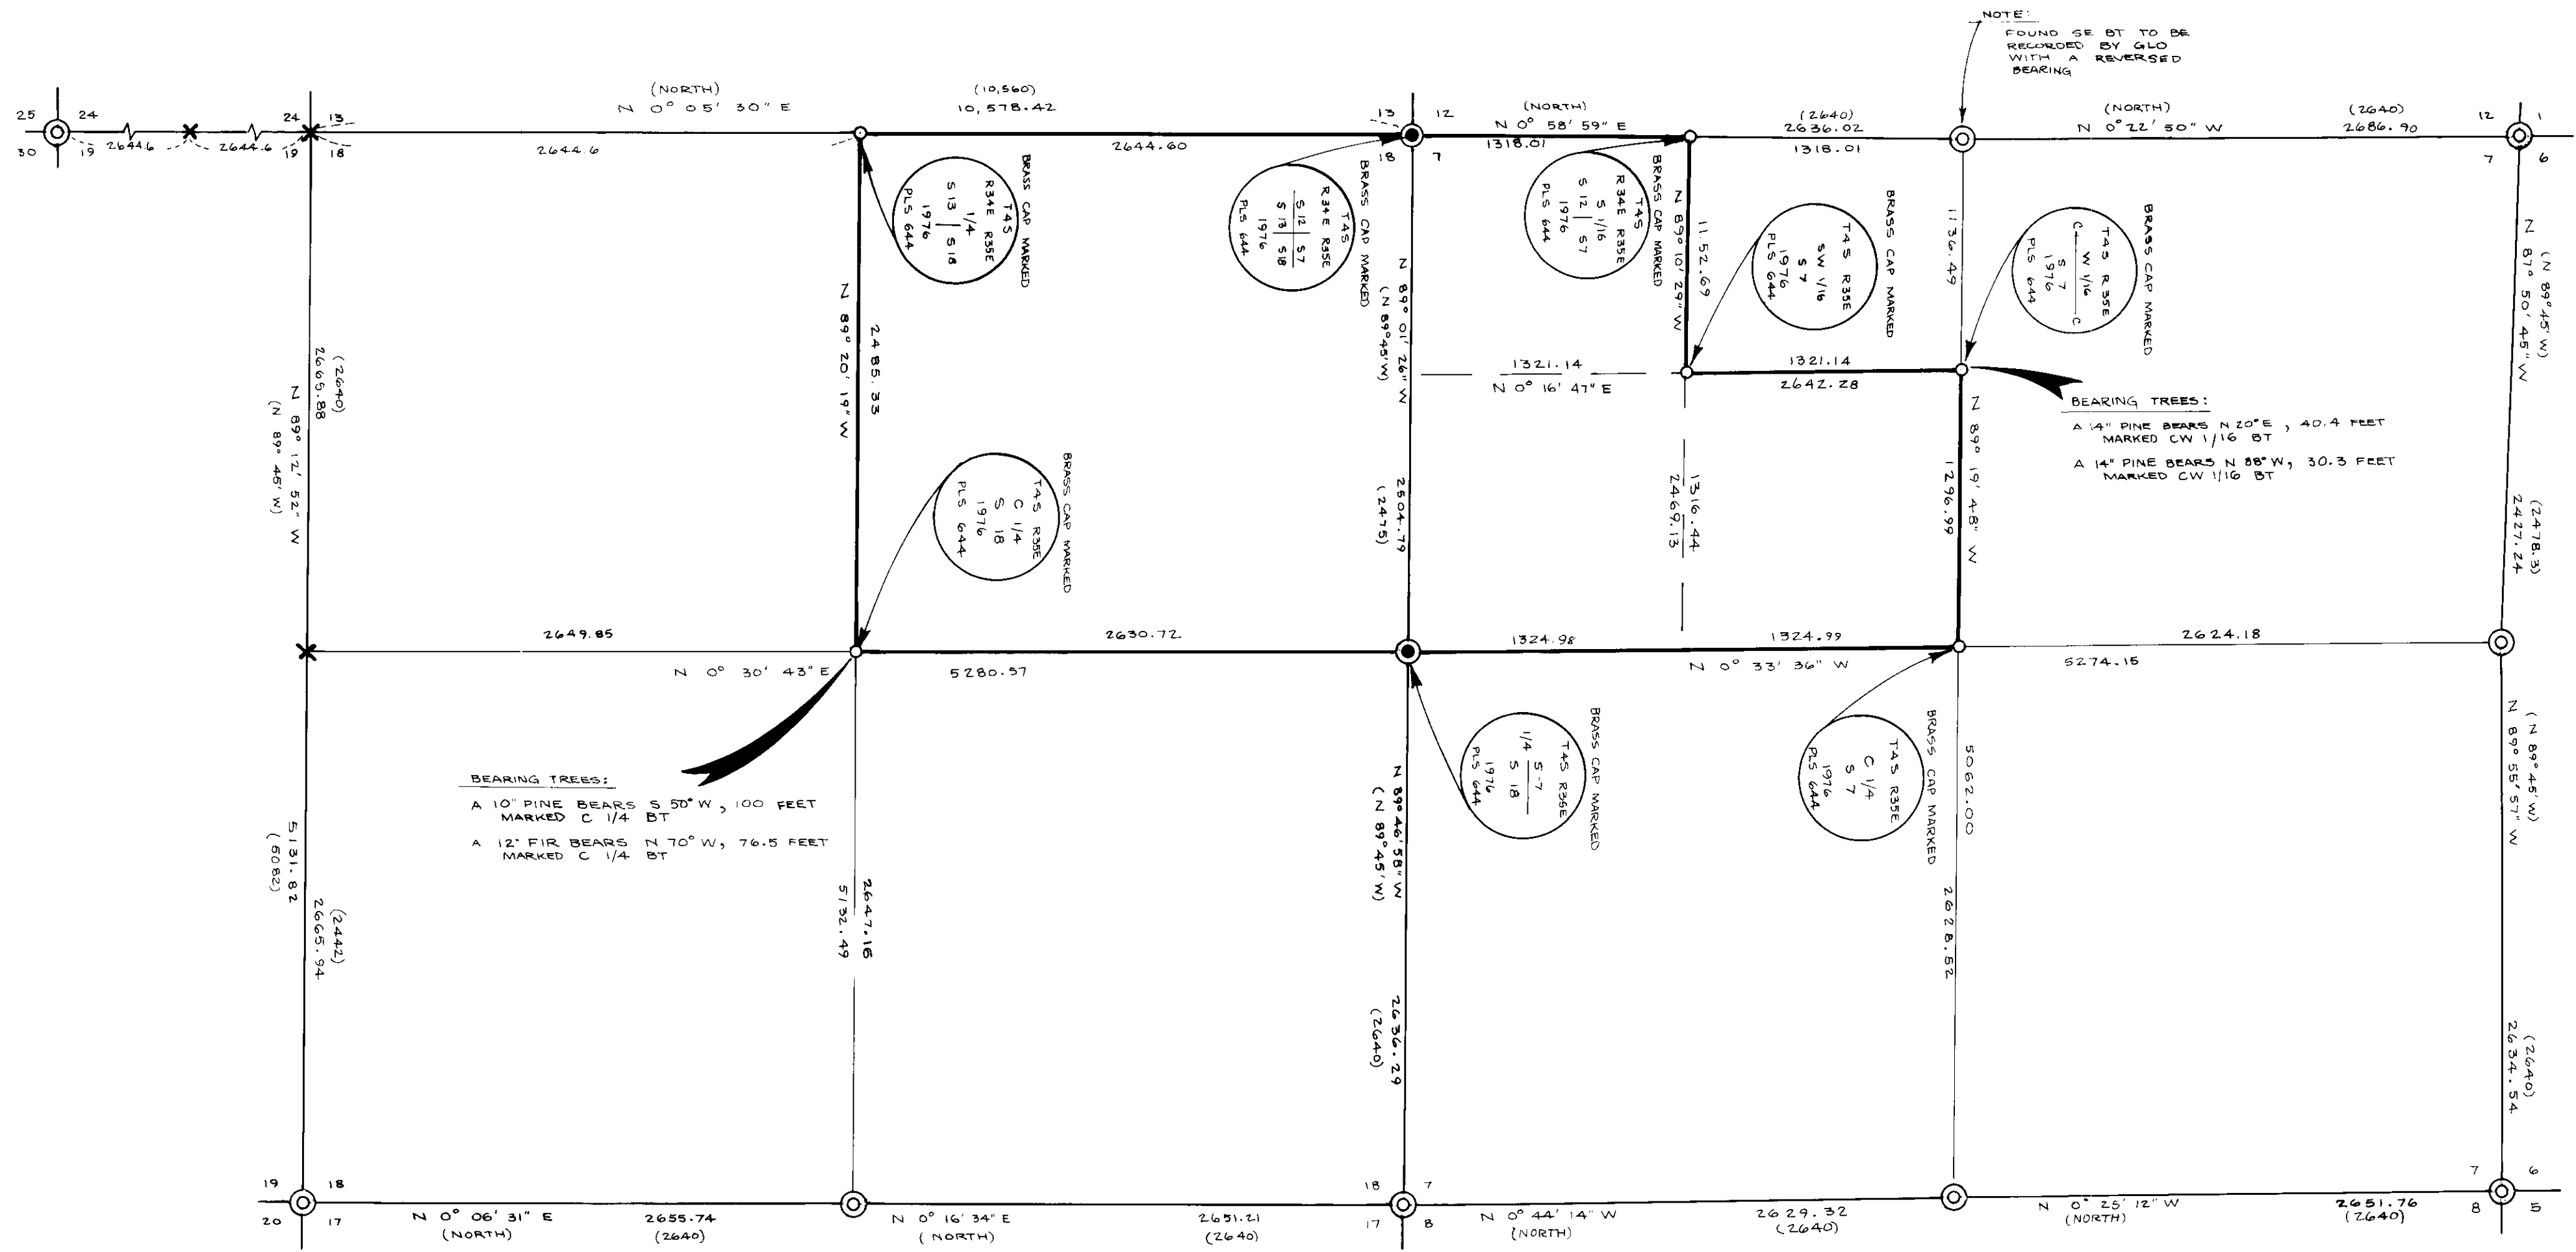 NOTE:
FOUND SE BT TO BE
RECORDED BY GLO
WITH A REVERSED
BEARING
(NORTH)
N 0° 05' 30" E
(10,560)
10,578.42
(NORTH)
N 0° 58' 59" E
(2640)
2636.02
(NORTH)
N 0° 22' 50" W
(2640)
2686.90
25 24
30 19
2644.6
2644.6
24 13
19 18
2644.6
2644.60
13 12
18 7
1318.01
1318.01
12 1
7 6
BRASS CAP MARKED
T4S
R34E R35E
1/4
S 13 | S 18
1976
PLS 644
BRASS CAP MARKED
T4S
R34E R35E
S 12 | S 7
S 13 | S 18
1976
PLS 644
BRASS CAP MARKED
T4S
R34E R35E
S 1/16
S 12 | S 7
1976
PLS 644
BRASS CAP MARKED
T4S R35E
SW 1/16
S 7
1976
PLS 644
BRASS CAP MARKED
T4S R35E
W 1/16
C C
S 7
1976
PLS 644
11.52.69
N 89° 10' 29" W
1136.49
(N 89° 45' W)
N 87° 50' 45" W
(2478.3)
2427.24
N 89° 01' 26" W
(N 89° 45' W)
2504.79
(2475)
2485.33
N 89° 20' 19" W
(2640)
2665.88
N 89° 12' 52" W
(N 89° 45' W)
1321.14
N 0° 16' 47" E
1321.14
2642.28
N 89° 19' 48" W
1296.99
1316.44
2469.13
BEARING TREES:
A 14" PINE BEARS N 20° E , 40.4 FEET
MARKED CW 1/16 BT
A 14" PINE BEARS N 88° W, 30.3 FEET
MARKED CW 1/16 BT
BRASS CAP MARKED
T4S R35E
C 1/4
S 18
1976
PLS 644
2649.85
2630.72
1324.98
1324.99
2624.18
N 0° 30' 43" E
5280.57
N 0° 33' 36" W
5274.15
BRASS CAP MARKED
T4S R35E
1/4 S 7
S 18
1976
PLS 644
BRASS CAP MARKED
T4S R35E
C 1/4
S 7
1976
PLS 644
BEARING TREES:
A 10" PINE BEARS S 50° W , 100 FEET
MARKED C 1/4 BT
A 12" FIR BEARS N 70° W, 76.5 FEET
MARKED C 1/4 BT
(2442)
2665.94
5131.82
(5082)
2647.16
5132.49
N 89° 46' 58" W
(N 89° 45' W)
2636.29
(2640)
5062.00
2628.52
(N 89° 45' W)
N 89° 55' 57" W
(2640)
2634.54
19 18
20 17
N 0° 06' 31" E
(NORTH)
2655.74
(2640)
N 0° 16' 34" E
(NORTH)
2651.21
(2640)
18 7
17 8
N 0° 44' 14" W
(NORTH)
2629.32
(2640)
N 0° 25' 12" W
(NORTH)
2651.76
(2640)
7 6
8 5